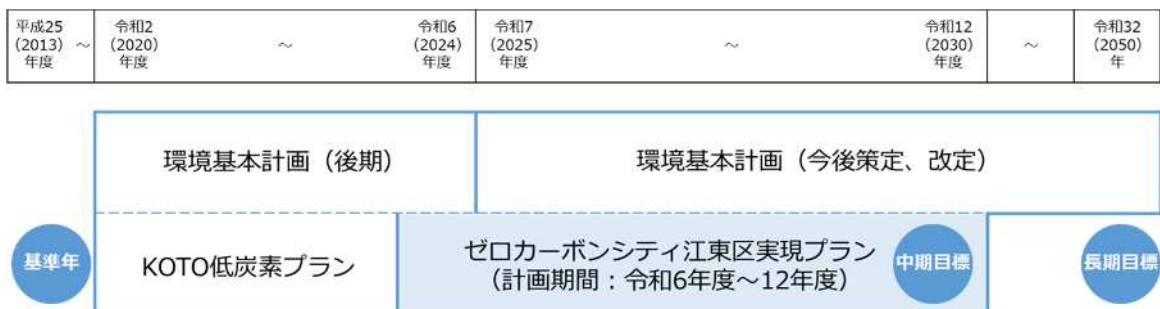 平成25
(2013) ～
年度
令和2
(2020)
年度
～
令和6
(2024)
年度
令和7
(2025)
年度
～
令和12
(2030)
年度
～
令和32
(2050)
年
環境基本計画（後期）
環境基本計画（今後策定、改定）
基準年
KOTO低炭素プラン
ゼロカーボンシティ江東区実現プラン
（計画期間：令和6年度～12年度）
中期目標
長期目標